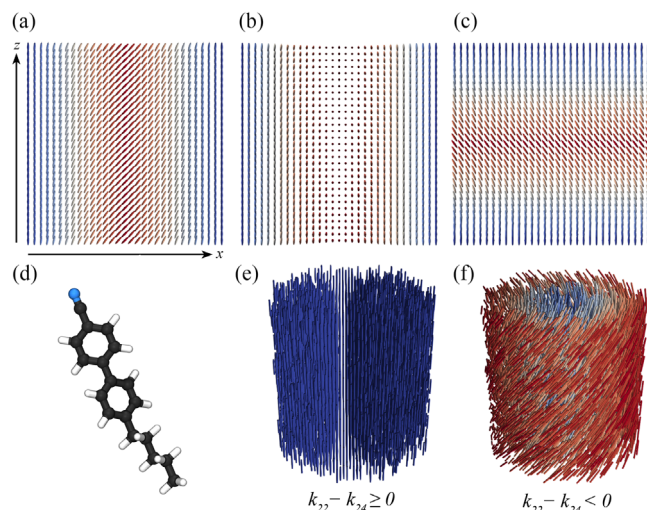 (a) (b) (c)
z
x
(d) (e) (f)
k₂₂ − k₂₄ ≥ 0 k₂₂ − k₂₄ < 0